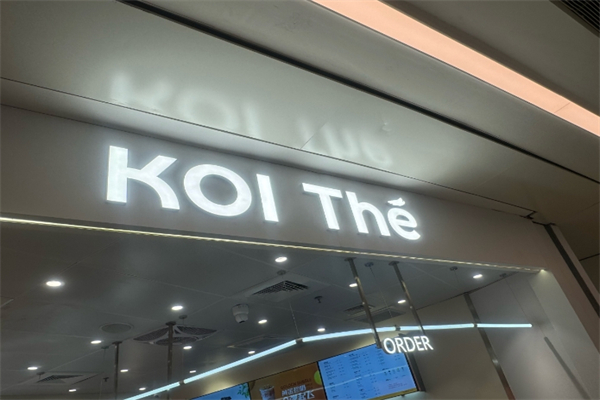 KOI Thé
ORDER